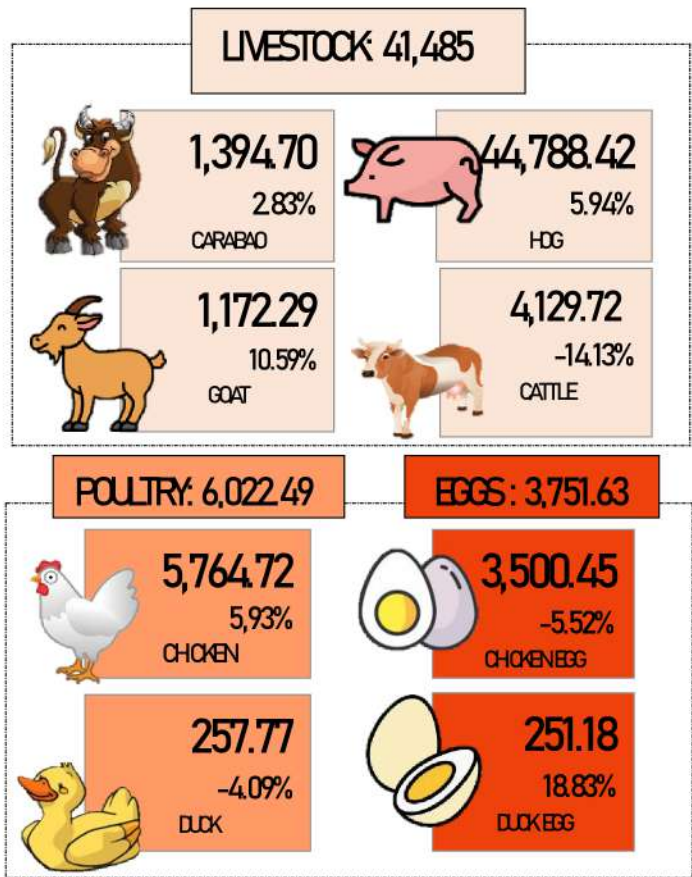 LIVESTOCK: 41,485
1,394.70
2.83%
CARABAO
44,788.42
5.94%
HOG
1,172.29
10.59%
GOAT
4,129.72
-14.13%
CATTLE
POULTRY: 6,022.49
EGGS : 3,751.63
5,764.72
5,93%
CHICKEN
3,500.45
-5.52%
CHICKEN EGG
257.77
-4.09%
DUCK
251.18
18.83%
DUCK EGG